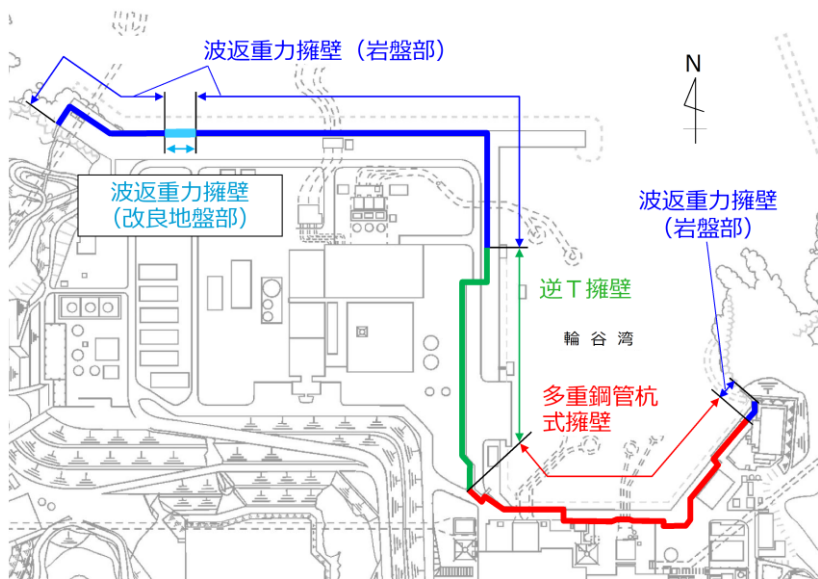 波返重力擁壁（岩盤部）
N
波返重力擁壁
（改良地盤部）
波返重力擁壁
（岩盤部）
逆T擁壁
輪谷湾
多重鋼管杭
式擁壁